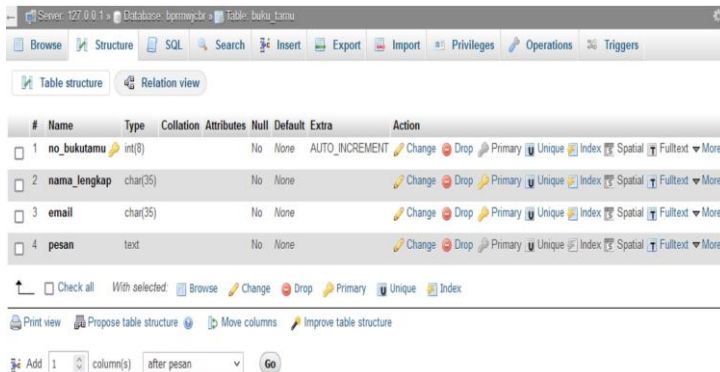 Server: 127.0.0.1 » Database: bprmwjcbr » Table: buku_tamu
Browse Structure SQL Search Insert Export Import Privileges Operations Triggers
Table structure Relation view
# Name Type Collation Attributes Null Default Extra Action
1 no_bukutamu int(8) No None AUTO_INCREMENT Change Drop Primary Unique Index Spatial Fulltext More
2 nama_lengkap char(35) No None Change Drop Primary Unique Index Spatial Fulltext More
3 email char(35) No None Change Drop Primary Unique Index Spatial Fulltext More
4 pesan text No None Change Drop Primary Unique Index Spatial Fulltext More
Check all With selected: Browse Change Drop Primary Unique Index
Print view Propose table structure Move columns Improve table structure
Add 1 column(s) after pesan Go